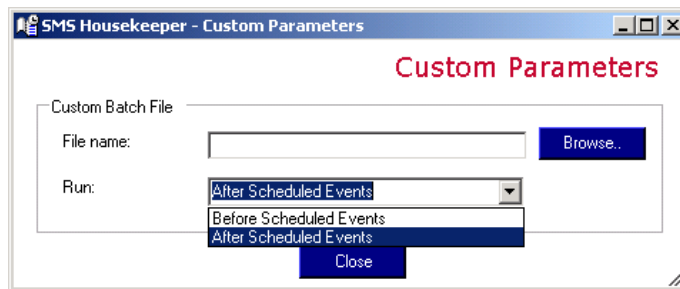 SMS Housekeeper - Custom Parameters
Custom Parameters
Custom Batch File
File name:
Browse..
Run:
After Scheduled Events
Before Scheduled Events
After Scheduled Events
Close